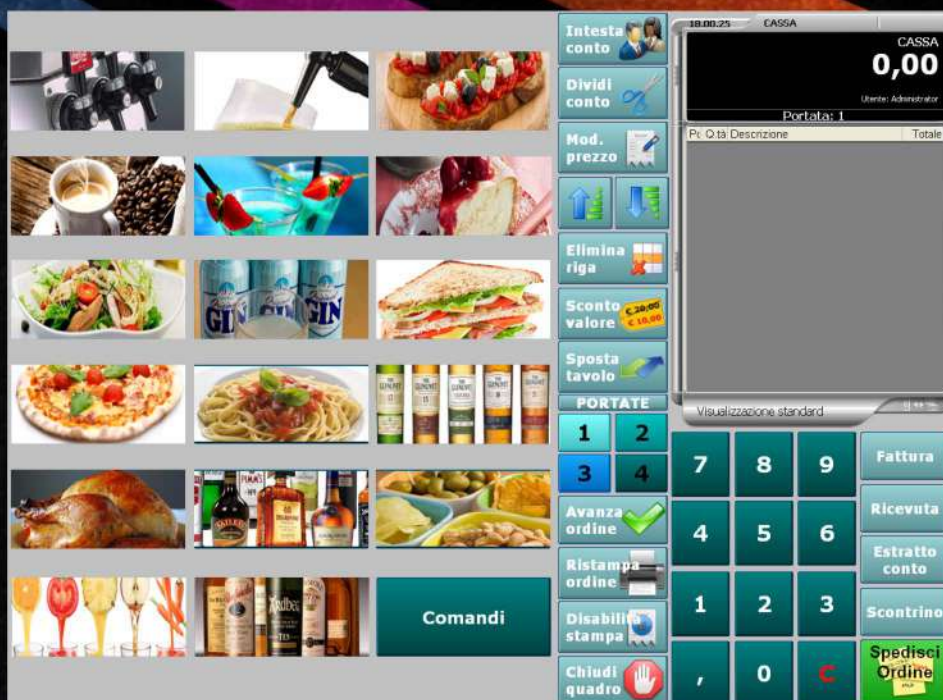 Intesta
conto
Dividi
conto
Mod.
prezzo
Elimina
riga
Sconto
valore
€ 20,00
€ 10,00
Sposta
tavolo
PORTATE
1 2
3 4
Avanza
ordine
Ristampa
ordine
Disabilita
stampa
Chiudi
quadro
Comandi
GIN GIN
PIMM'S
Ardbeg
18.00.25 CASSA
CASSA
0,00
Utente: Administrator
Portata: 1
Q.tà Descrizione Totale
Visualizzazione standard
7 8 9
4 5 6
1 2 3
, 0 C
Fattura
Ricevuta
Estratto
conto
Scontrino
Spedisci
Ordine